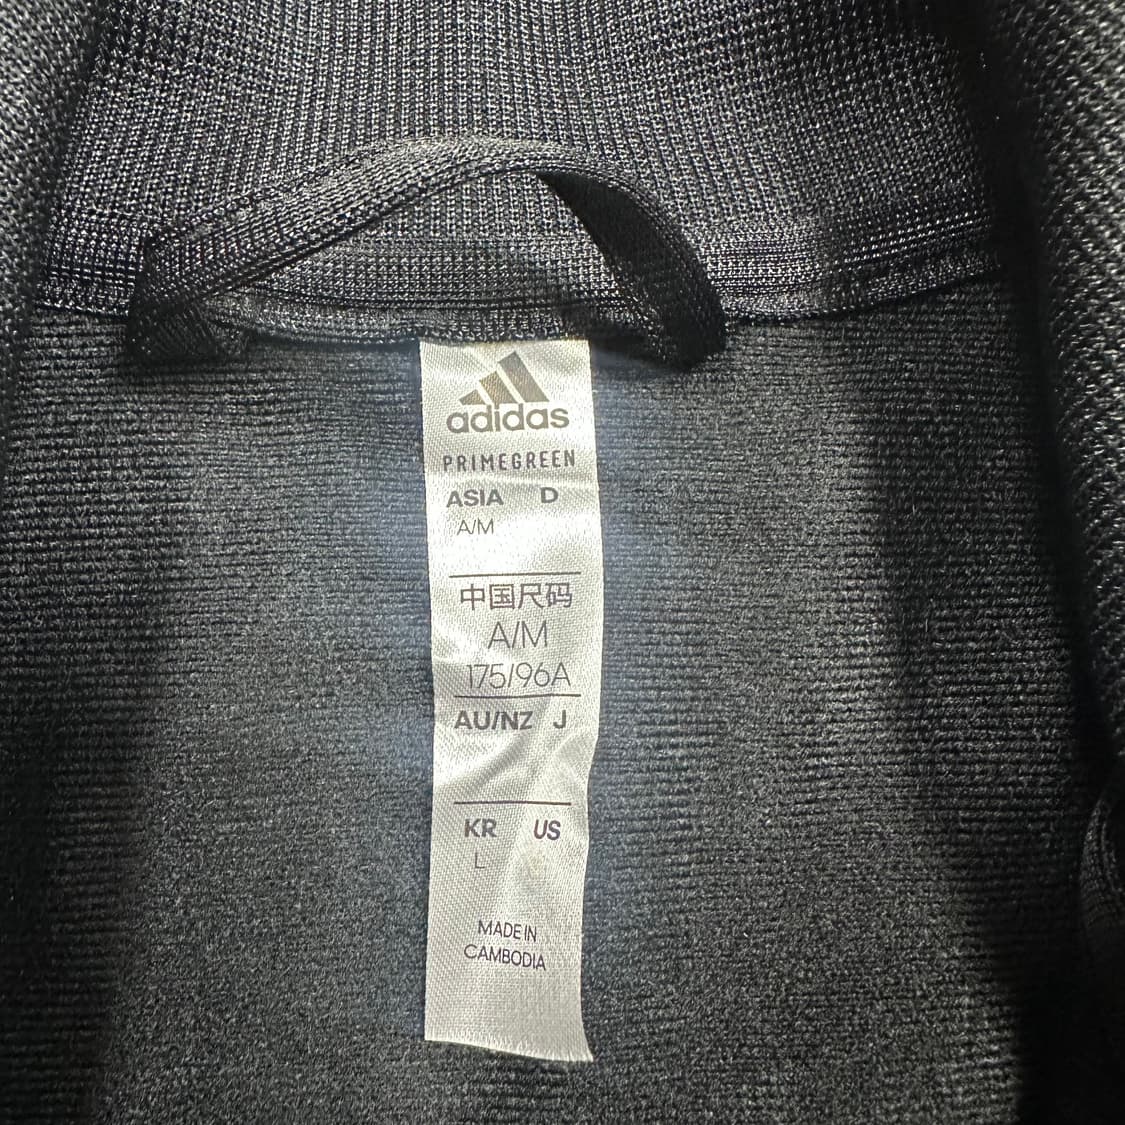 adidas
PRIMEGREEN
ASIA D
A/M
中国尺码
A/M
175/96A
AU/NZ J
KR US
L
MADE IN
CAMBODIA